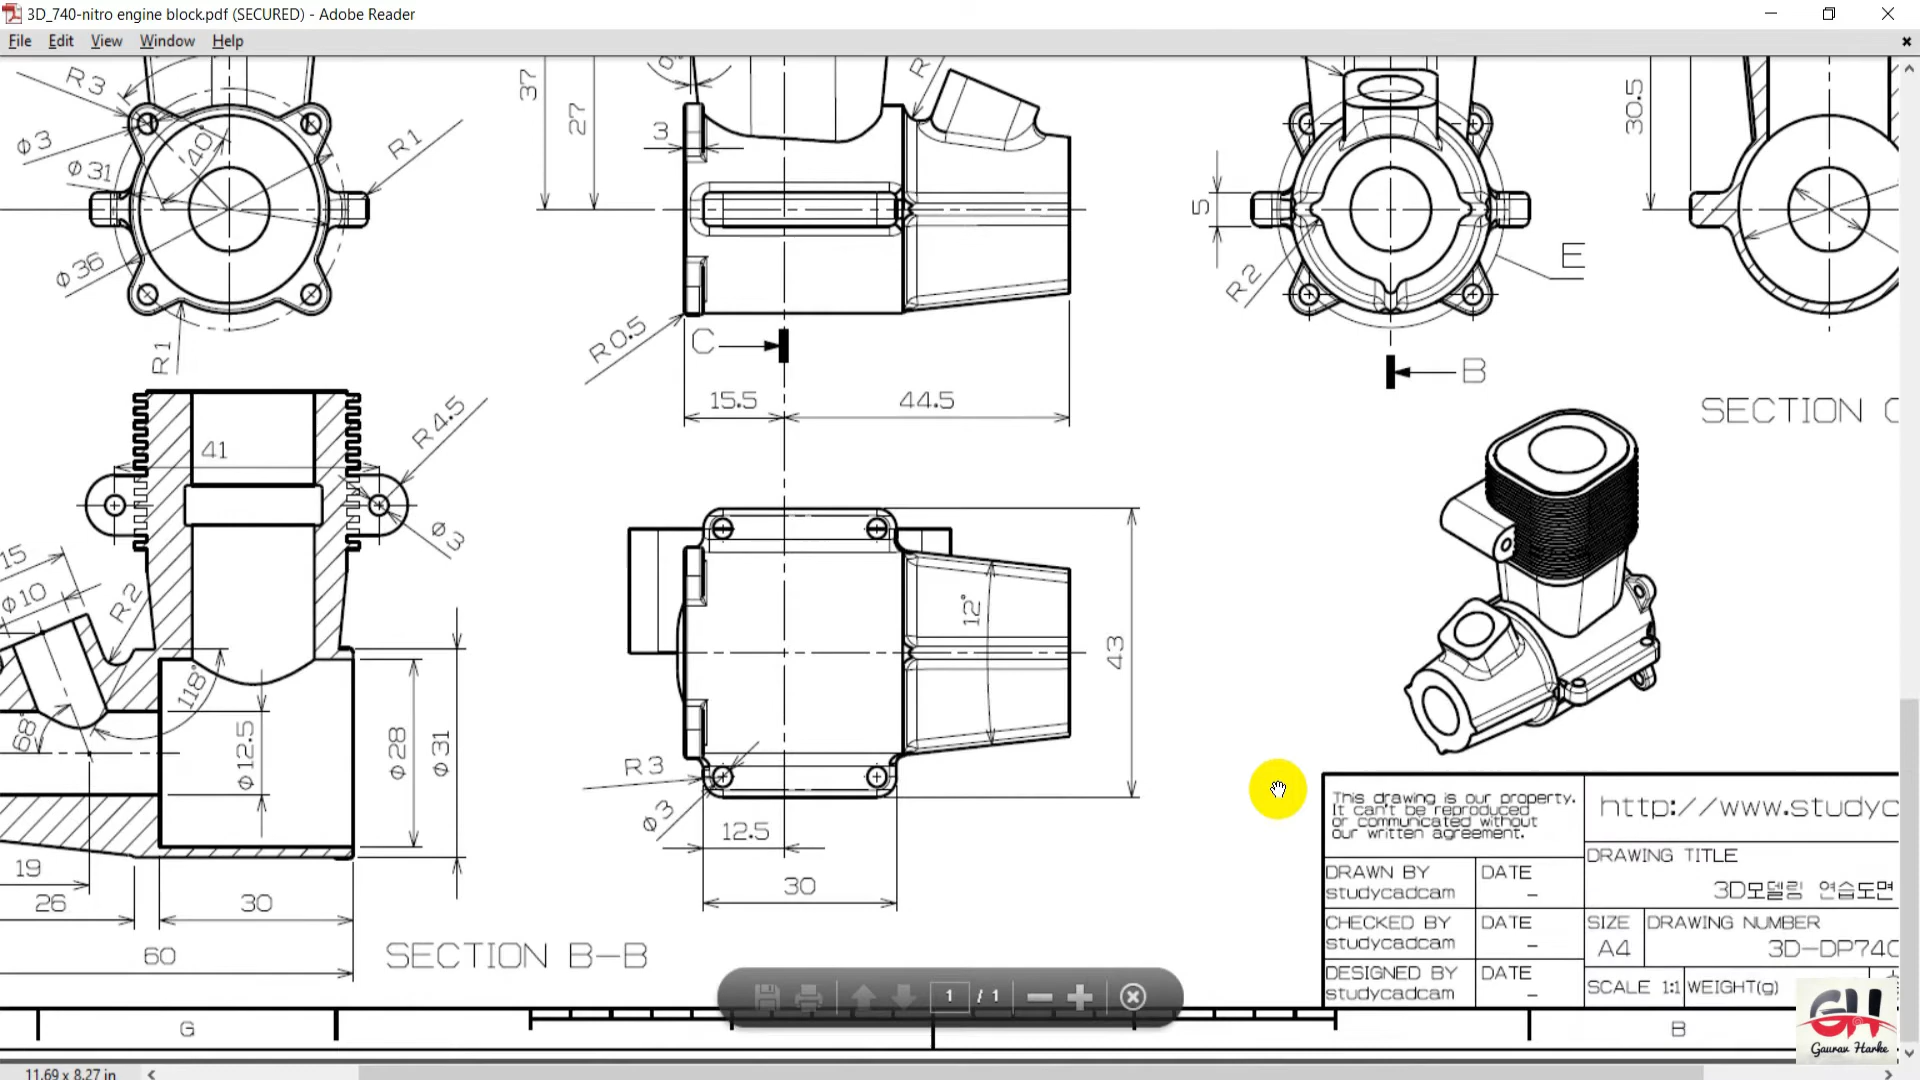 3D_740-nitro engine block.pdf (SECURED) - Adobe Reader
File Edit View Window Help
R3
ϕ3
ϕ31
40°
R1
ϕ36
R1
37
27
3
R
R0.5
C
15.5
44.5
5
R2
E
B
30.5
SECTION C
41
R4.5
ϕ3
15
ϕ10
R2
118°
68°
ϕ12.5
ϕ28
ϕ31
19
26
30
60
SECTION B-B
12°
43
R3
ϕ3
12.5
30
This drawing is our property.
It can't be reproduced
or communicated without
our written agreement.
http://www.studyc
DRAWING TITLE
3D모델링 연습도면
DRAWN BY
studycadcam
DATE
-
CHECKED BY
studycadcam
DATE
-
SIZE
A4
DRAWING NUMBER
3D-DP740
DESIGNED BY
studycadcam
DATE
-
SCALE 1:1
WEIGHT(g)
1 / 1
G
B
GH
Gaurav Harke
11.69 x 8.27 in